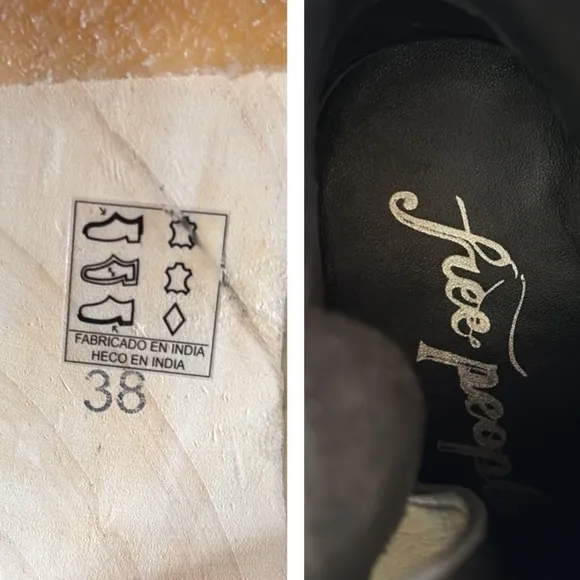 FABRICADO EN INDIA
HECO EN INDIA
38
free
people